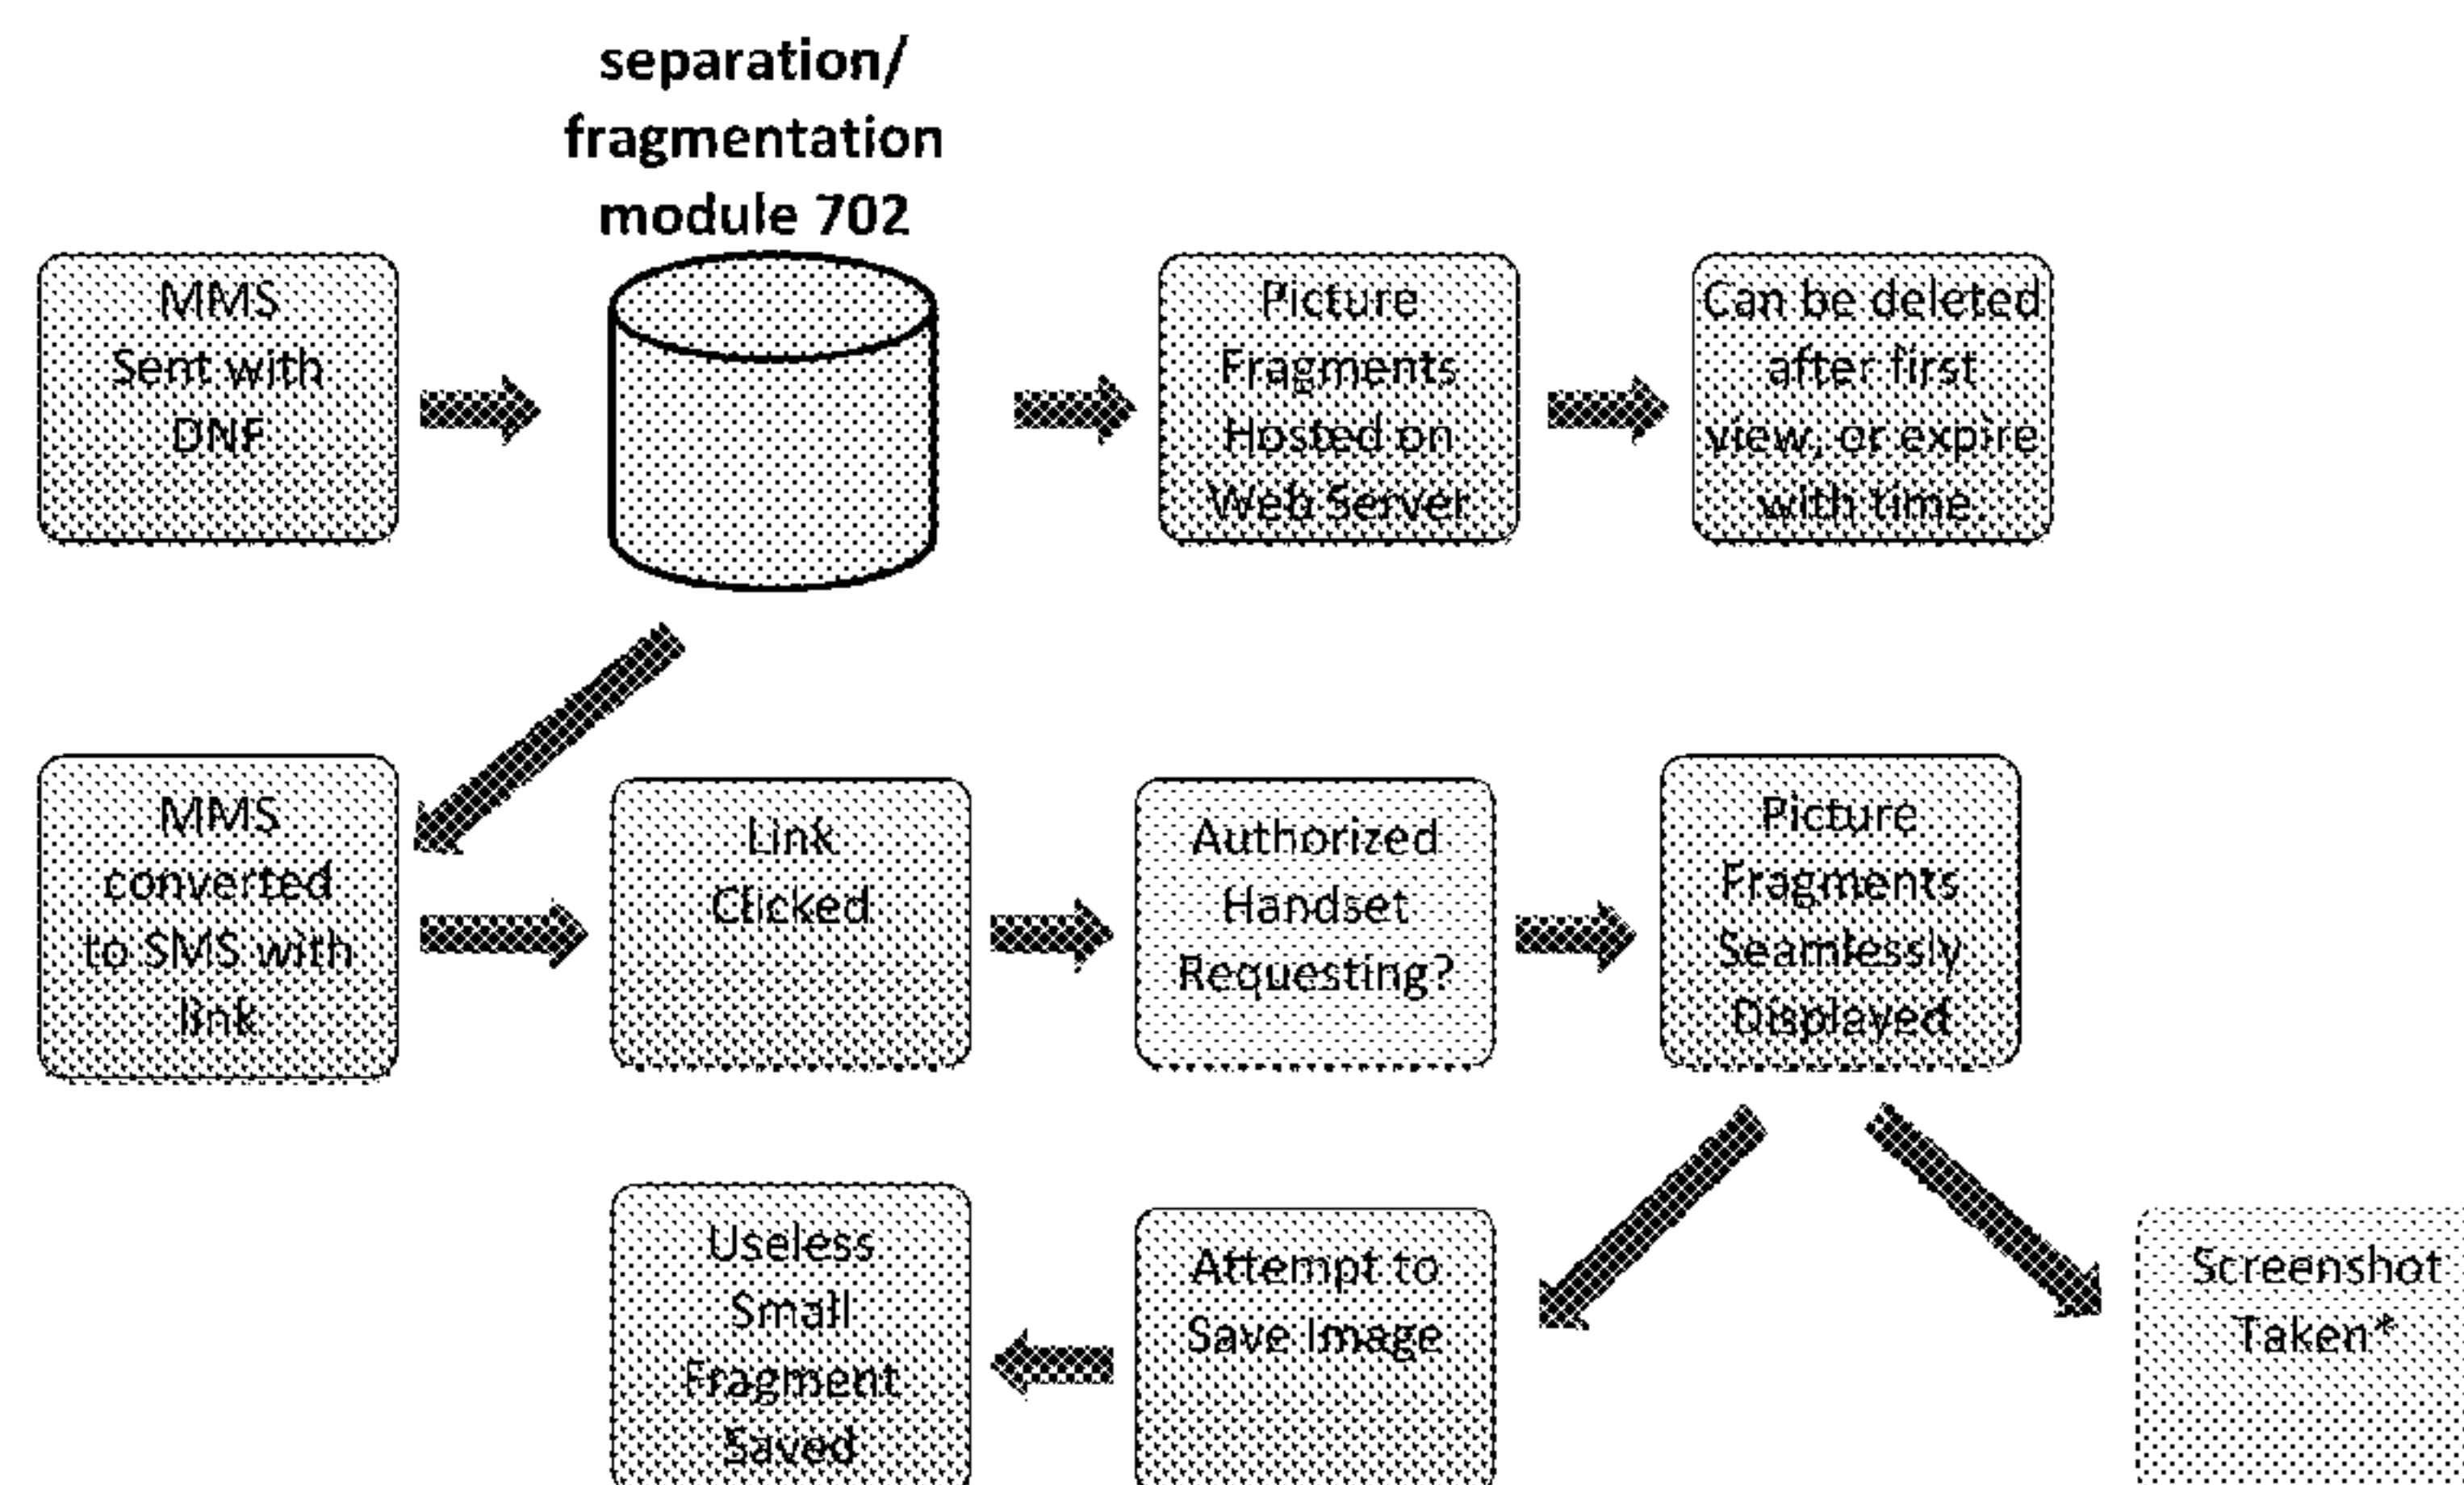 separation/
fragmentation
module 702
MMS
Sent with
DNF
Picture
Fragments
Hosted on
Web Server
Can be deleted
after first
view, or expire
with time.
MMS
converted
to SMS with
link
Link
Clicked
Authorized
Handset
Requesting?
Picture
Fragments
Seamlessly
Displayed
Useless
Small
Fragment
Saved
Attempt to
Save Image
Screenshot
Taken*